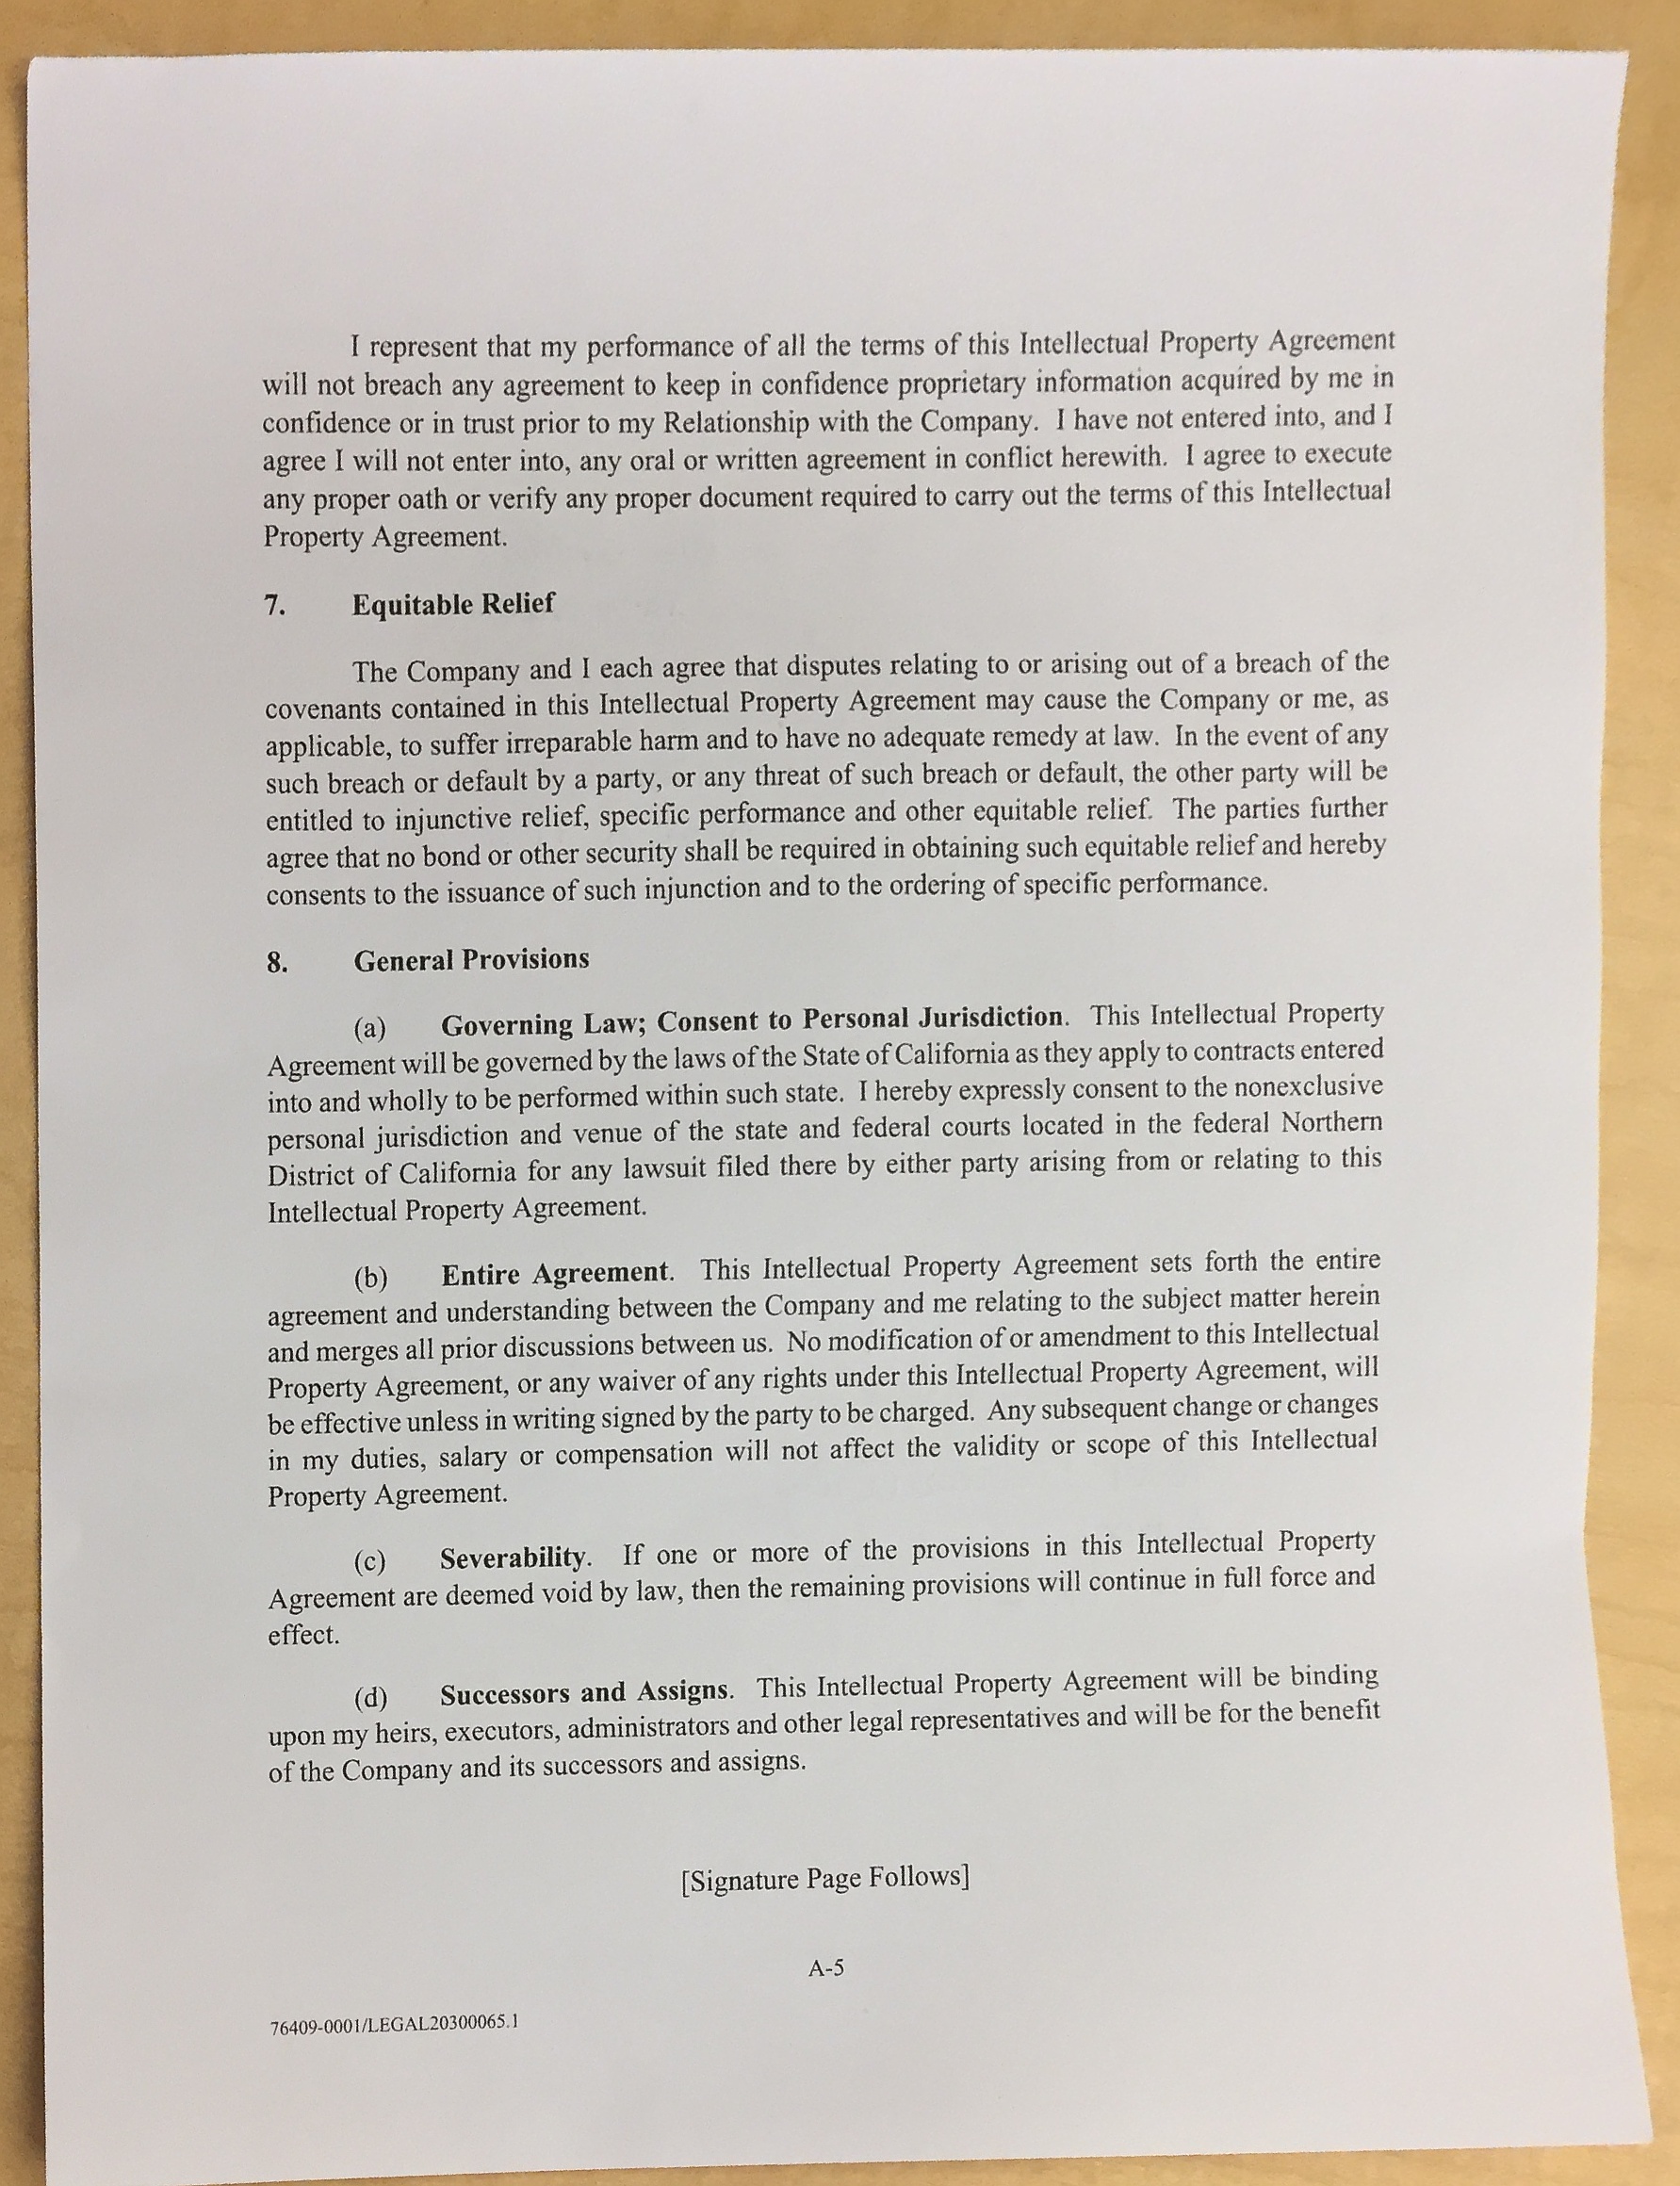 I represent that my performance of all the terms of this Intellectual Property Agreement
will not breach any agreement to keep in confidence proprietary information acquired by me in
confidence or in trust prior to my Relationship with the Company. I have not entered into, and I
agree I will not enter into, any oral or written agreement in conflict herewith. I agree to execute
any proper oath or verify any proper document required to carry out the terms of this Intellectual
Property Agreement.
7. Equitable Relief
The Company and I each agree that disputes relating to or arising out of a breach of the
covenants contained in this Intellectual Property Agreement may cause the Company or me, as
applicable, to suffer irreparable harm and to have no adequate remedy at law. In the event of any
such breach or default by a party, or any threat of such breach or default, the other party will be
entitled to injunctive relief, specific performance and other equitable relief. The parties further
agree that no bond or other security shall be required in obtaining such equitable relief and hereby
consents to the issuance of such injunction and to the ordering of specific performance.
8. General Provisions
(a) Governing Law; Consent to Personal Jurisdiction. This Intellectual Property
Agreement will be governed by the laws of the State of California as they apply to contracts entered
into and wholly to be performed within such state. I hereby expressly consent to the nonexclusive
personal jurisdiction and venue of the state and federal courts located in the federal Northern
District of California for any lawsuit filed there by either party arising from or relating to this
Intellectual Property Agreement.
(b) Entire Agreement. This Intellectual Property Agreement sets forth the entire
agreement and understanding between the Company and me relating to the subject matter herein
and merges all prior discussions between us. No modification of or amendment to this Intellectual
Property Agreement, or any waiver of any rights under this Intellectual Property Agreement, will
be effective unless in writing signed by the party to be charged. Any subsequent change or changes
in my duties, salary or compensation will not affect the validity or scope of this Intellectual
Property Agreement.
(c) Severability. If one or more of the provisions in this Intellectual Property
Agreement are deemed void by law, then the remaining provisions will continue in full force and
effect.
(d) Successors and Assigns. This Intellectual Property Agreement will be binding
upon my heirs, executors, administrators and other legal representatives and will be for the benefit
of the Company and its successors and assigns.
[Signature Page Follows]
A-5
76409-0001/LEGAL20300065.1